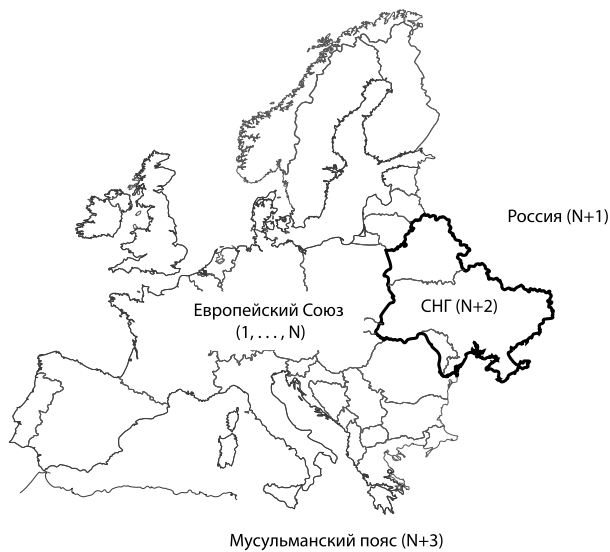 Россия (N+1)
Европейский Союз
(1, . . . , N)
СНГ (N+2)
Мусульманский пояс (N+3)